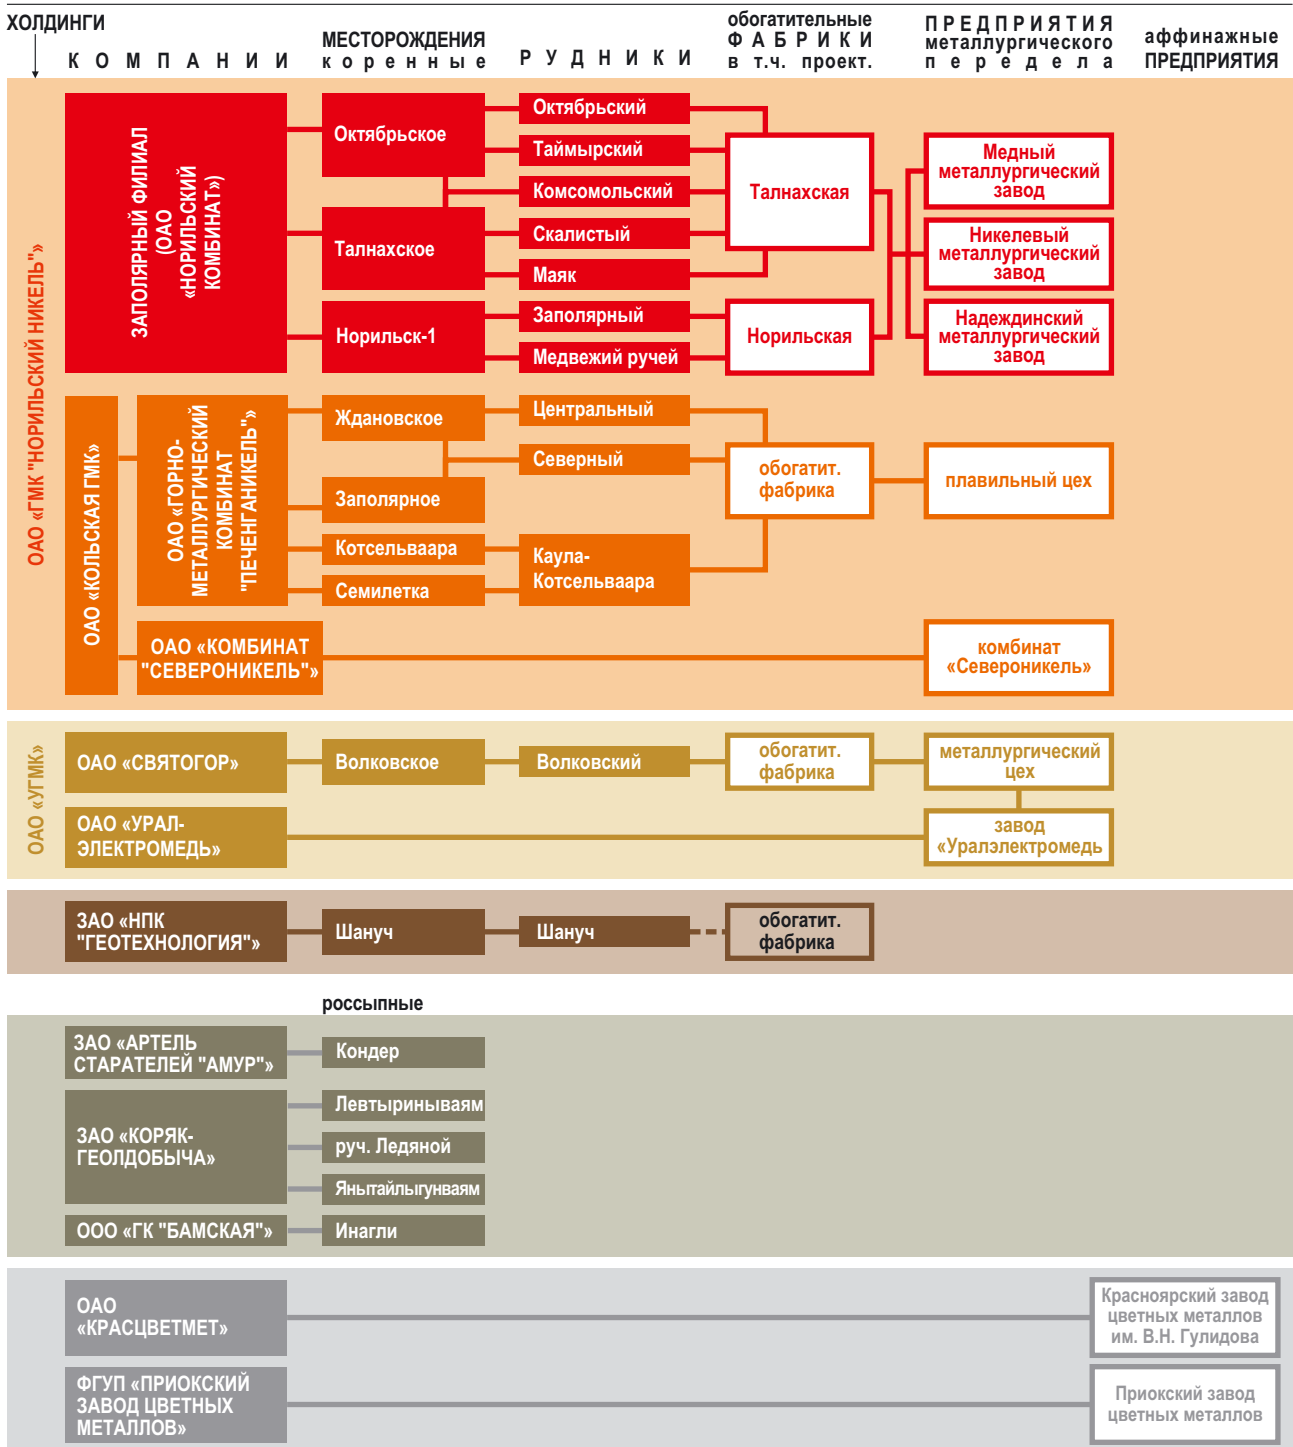 ХОЛДИНГИ
КОМПАНИИ
МЕСТОРОЖДЕНИЯ
коренные
РУДНИКИ
обогатительные
ФАБРИКИ
в т.ч. проект.
ПРЕДПРИЯТИЯ
металлургического
передела
аффинажные
ПРЕДПРИЯТИЯ
ОАО «ГМК "НОРИЛЬСКИЙ НИКЕЛЬ"»
ЗАПОЛЯРНЫЙ ФИЛИАЛ
(ОАО
«НОРИЛЬСКИЙ
КОМБИНАТ»)
Октябрьское
Талнахское
Норильск-1
Октябрьский
Таймырский
Комсомольский
Скалистый
Маяк
Заполярный
Медвежий ручей
Талнахская
Норильская
Медный
металлургический
завод
Никелевый
металлургический
завод
Надеждинский
металлургический
завод
ОАО «КОЛЬСКАЯ ГМК»
ОАО «ГОРНО-
МЕТАЛЛУРГИЧЕСКИЙ
КОМБИНАТ
"ПЕЧЕНГАНИКЕЛЬ"»
Ждановское
Заполярное
Котсельваара
Семилетка
Центральный
Северный
Каула-
Котсельваара
обогатит.
фабрика
плавильный цех
ОАО «КОМБИНАТ
"СЕВЕРОНИКЕЛЬ"»
комбинат
«Североникель»
ОАО «УГМК»
ОАО «СВЯТОГОР»
Волковское
Волковский
обогатит.
фабрика
металлургический
цех
ОАО «УРАЛ-
ЭЛЕКТРОМЕДЬ»
завод
«Уралэлектромедь
ЗАО «НПК
"ГЕОТЕХНОЛОГИЯ"»
Шануч
Шануч
обогатит.
фабрика
россыпные
ЗАО «АРТЕЛЬ
СТАРАТЕЛЕЙ "АМУР"»
Кондер
ЗАО «КОРЯК-
ГЕОЛДОБЫЧА»
Левтыринываям
руч. Ледяной
Янытайлыгунваям
ООО «ГК "БАМСКАЯ"»
Инагли
ОАО
«КРАСЦВЕТМЕТ»
Красноярский завод
цветных металлов
им. В.Н. Гулидова
ФГУП «ПРИОКСКИЙ
ЗАВОД ЦВЕТНЫХ
МЕТАЛЛОВ»
Приокский завод
цветных металлов